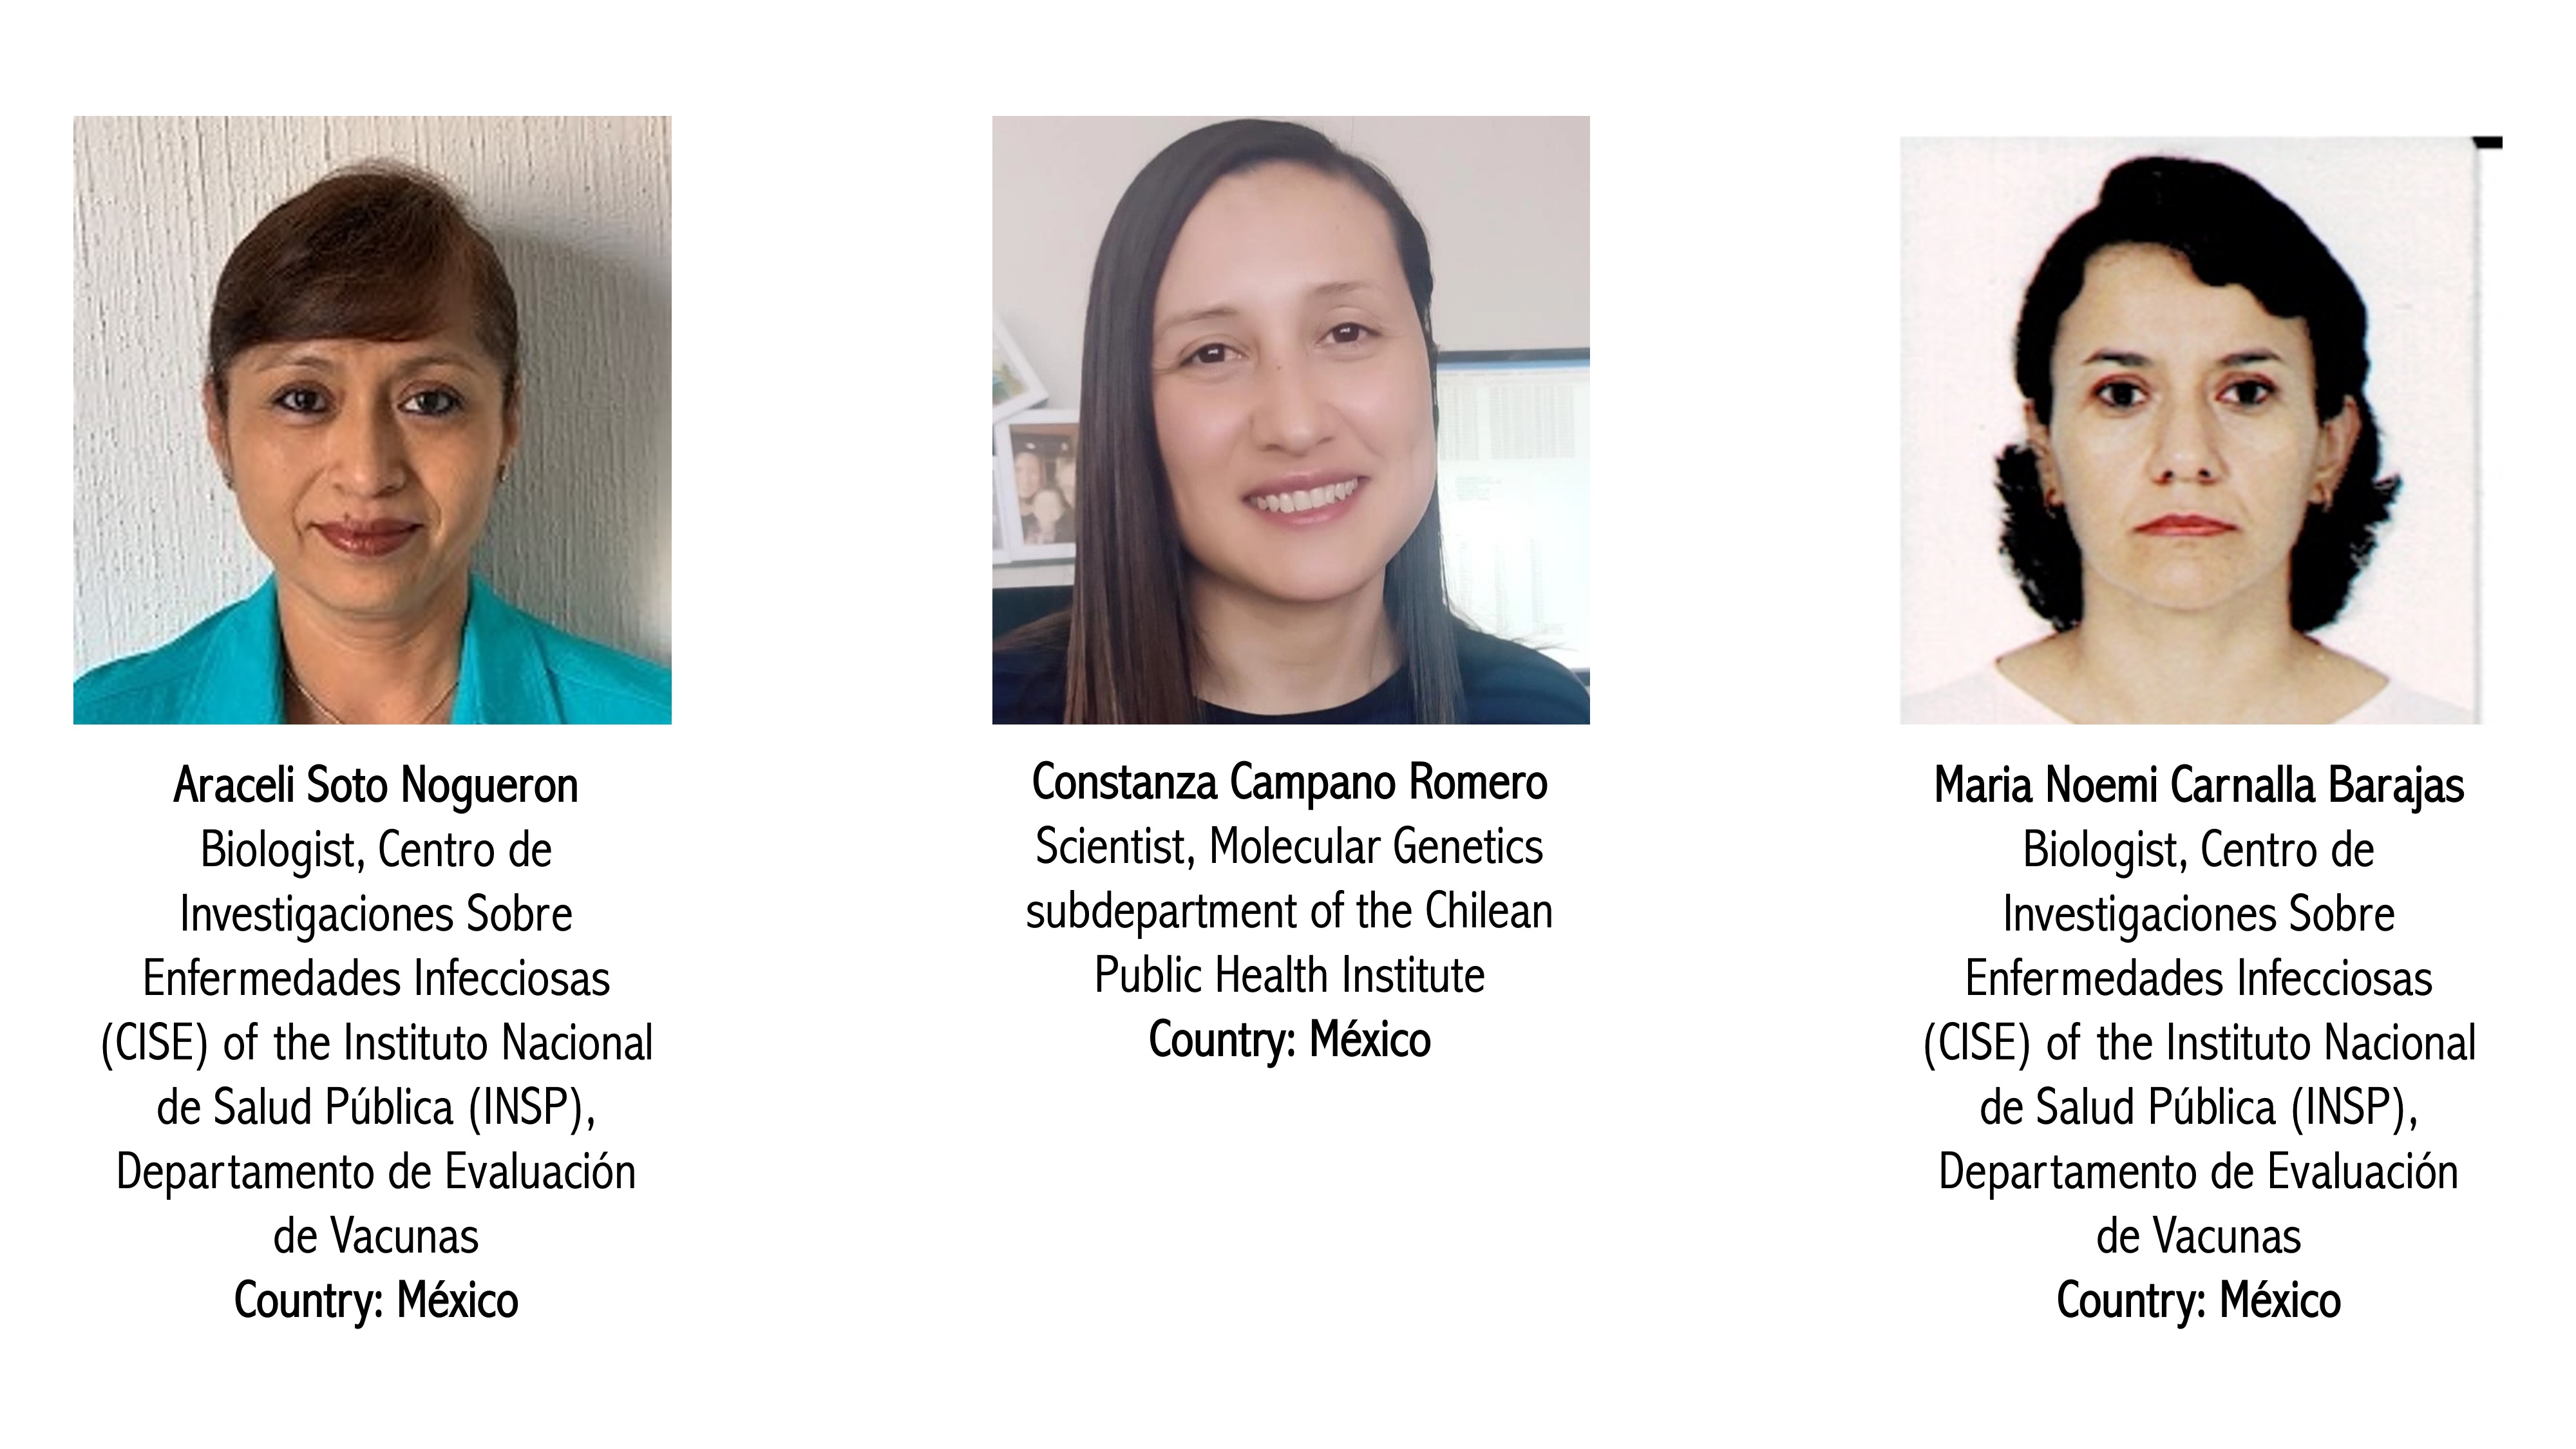 Araceli Soto Nogueron
Biologist, Centro de
Investigaciones Sobre
Enfermedades Infecciosas
(CISE) of the Instituto Nacional
de Salud Pública (INSP),
Departamento de Evaluación
de Vacunas
Country: México
Constanza Campano Romero
Scientist, Molecular Genetics
subdepartment of the Chilean
Public Health Institute
Country: México
Maria Noemi Carnalla Barajas
Biologist, Centro de
Investigaciones Sobre
Enfermedades Infecciosas
(CISE) of the Instituto Nacional
de Salud Pública (INSP),
Departamento de Evaluación
de Vacunas
Country: México